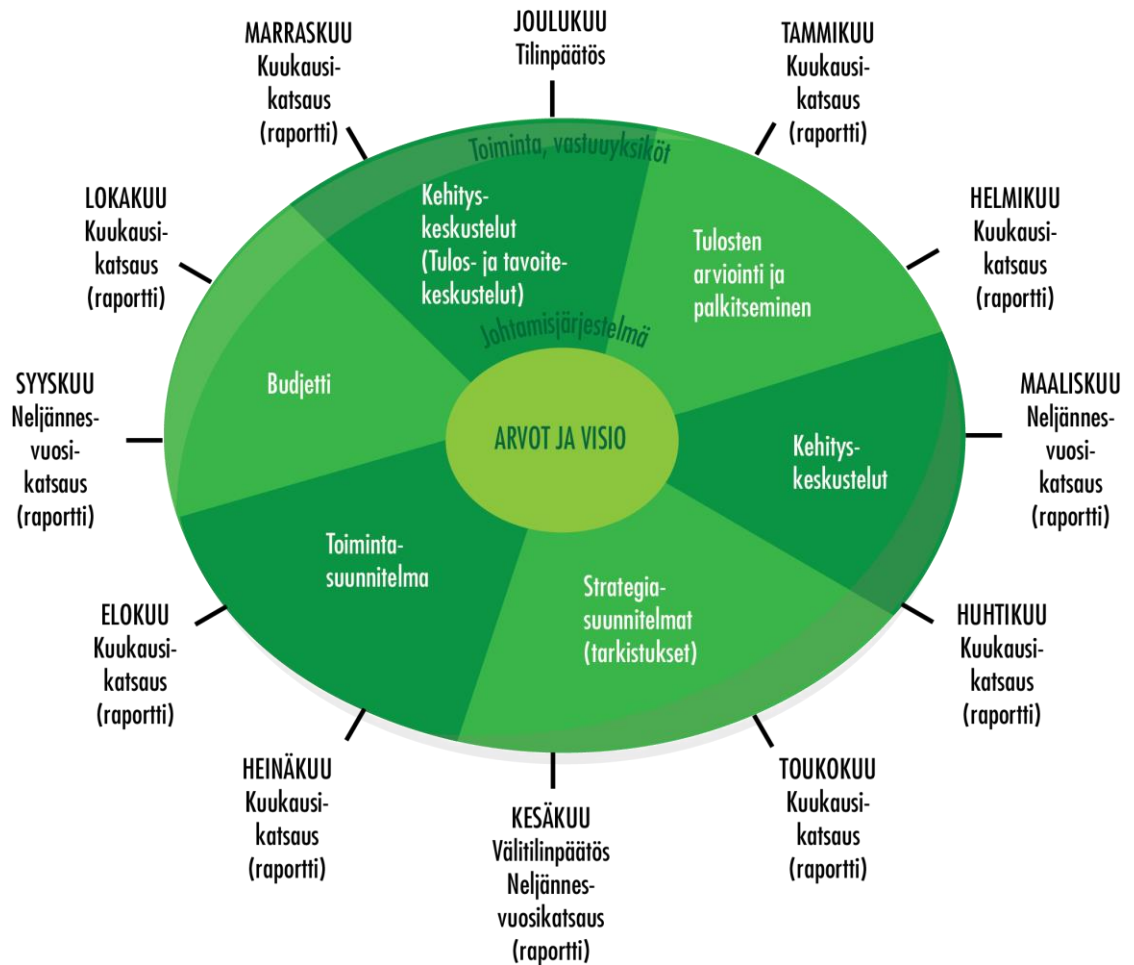 JOULUKUU
Tilinpäätös
TAMMIKUU
Kuukausi-
katsaus
(raportti)
HELMIKUU
Kuukausi-
katsaus
(raportti)
MAALISKUU
Neljännes-
vuosi-
katsaus
(raportti)
HUHTIKUU
Kuukausi-
katsaus
(raportti)
TOUKOKUU
Kuukausi-
katsaus
(raportti)
KESÄKUU
Välitilinpäätös
Neljännes-
vuosikatsaus
(raportti)
HEINÄKUU
Kuukausi-
katsaus
(raportti)
ELOKUU
Kuukausi-
katsaus
(raportti)
SYYSKUU
Neljännes-
vuosi-
katsaus
(raportti)
LOKAKUU
Kuukausi-
katsaus
(raportti)
MARRASKUU
Kuukausi-
katsaus
(raportti)
Toiminta, vastuuyksiköt
Kehitys-
keskustelut
(Tulos- ja tavoite-
keskustelut)
Tulosten
arviointi ja
palkitseminen
Kehitys-
keskustelut
Strategia-
suunnitelmat
(tarkistukset)
Toiminta-
suunnitelma
Budjetti
Johtamisjärjestelmä
ARVOT JA VISIO